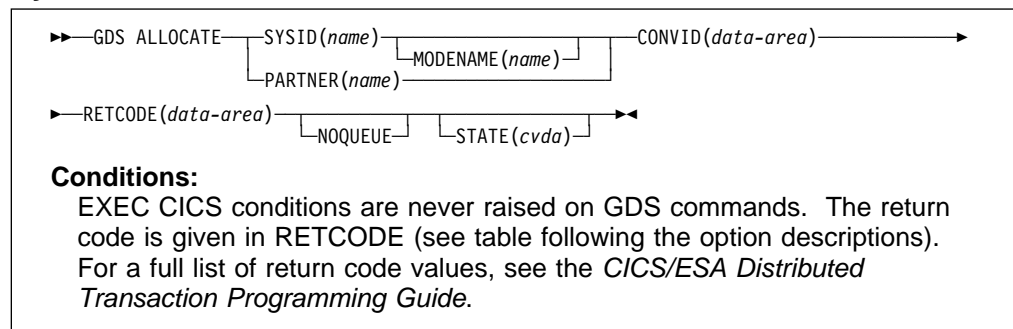 GDS ALLOCATE SYSID(name) CONVID(data-area)
MODENAME(name)
PARTNER(name)
RETCODE(data-area)
NOQUEUE STATE(cvda)
Conditions:
EXEC CICS conditions are never raised on GDS commands. The return
code is given in RETCODE (see table following the option descriptions).
For a full list of return code values, see the CICS/ESA Distributed
Transaction Programming Guide.